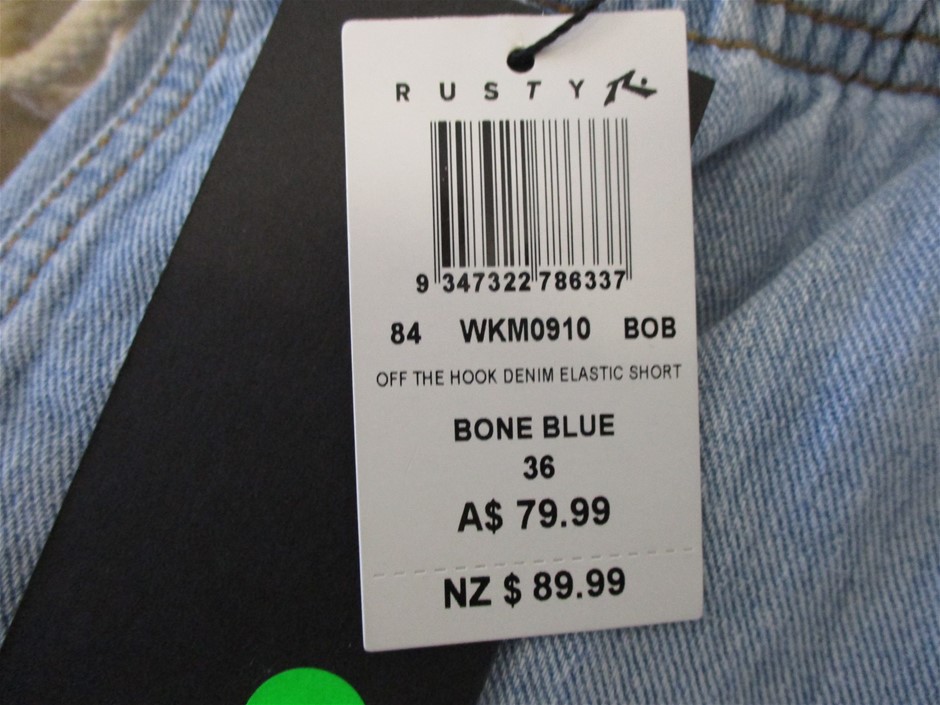 RUSTY
9 347322 786337
84 WKM0910 BOB
OFF THE HOOK DENIM ELASTIC SHORT
BONE BLUE
36
A$ 79.99
NZ $ 89.99